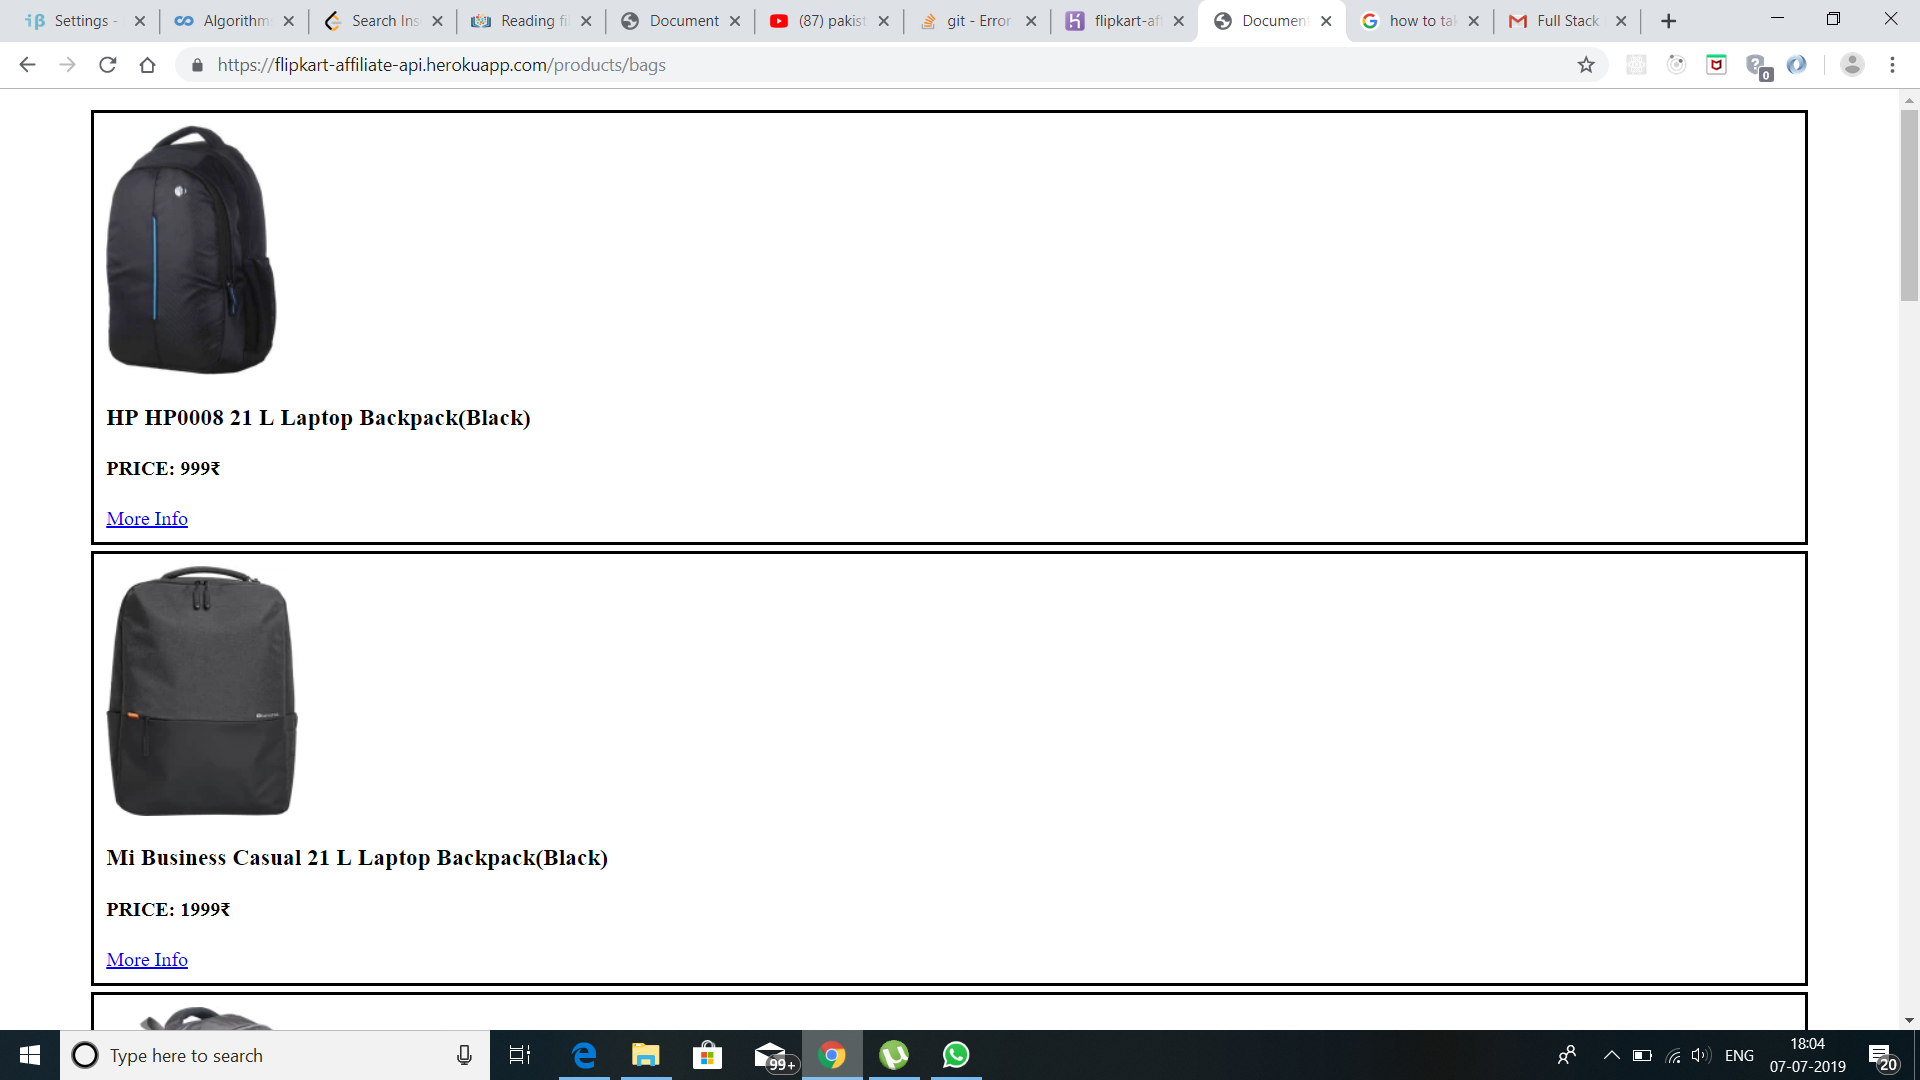 Settings -
Algorithm
Search Ins
Reading fi
Document
(87) pakist
git - Error
flipkart-aff
Document
how to tak
Full Stack
https://flipkart-affiliate-api.herokuapp.com/products/bags
0
HP HP0008 21 L Laptop Backpack(Black)
PRICE: 999₹
More Info
Mi Business Casual 21 L Laptop Backpack(Black)
PRICE: 1999₹
More Info
Type here to search
99+
ENG
18:04
07-07-2019
20